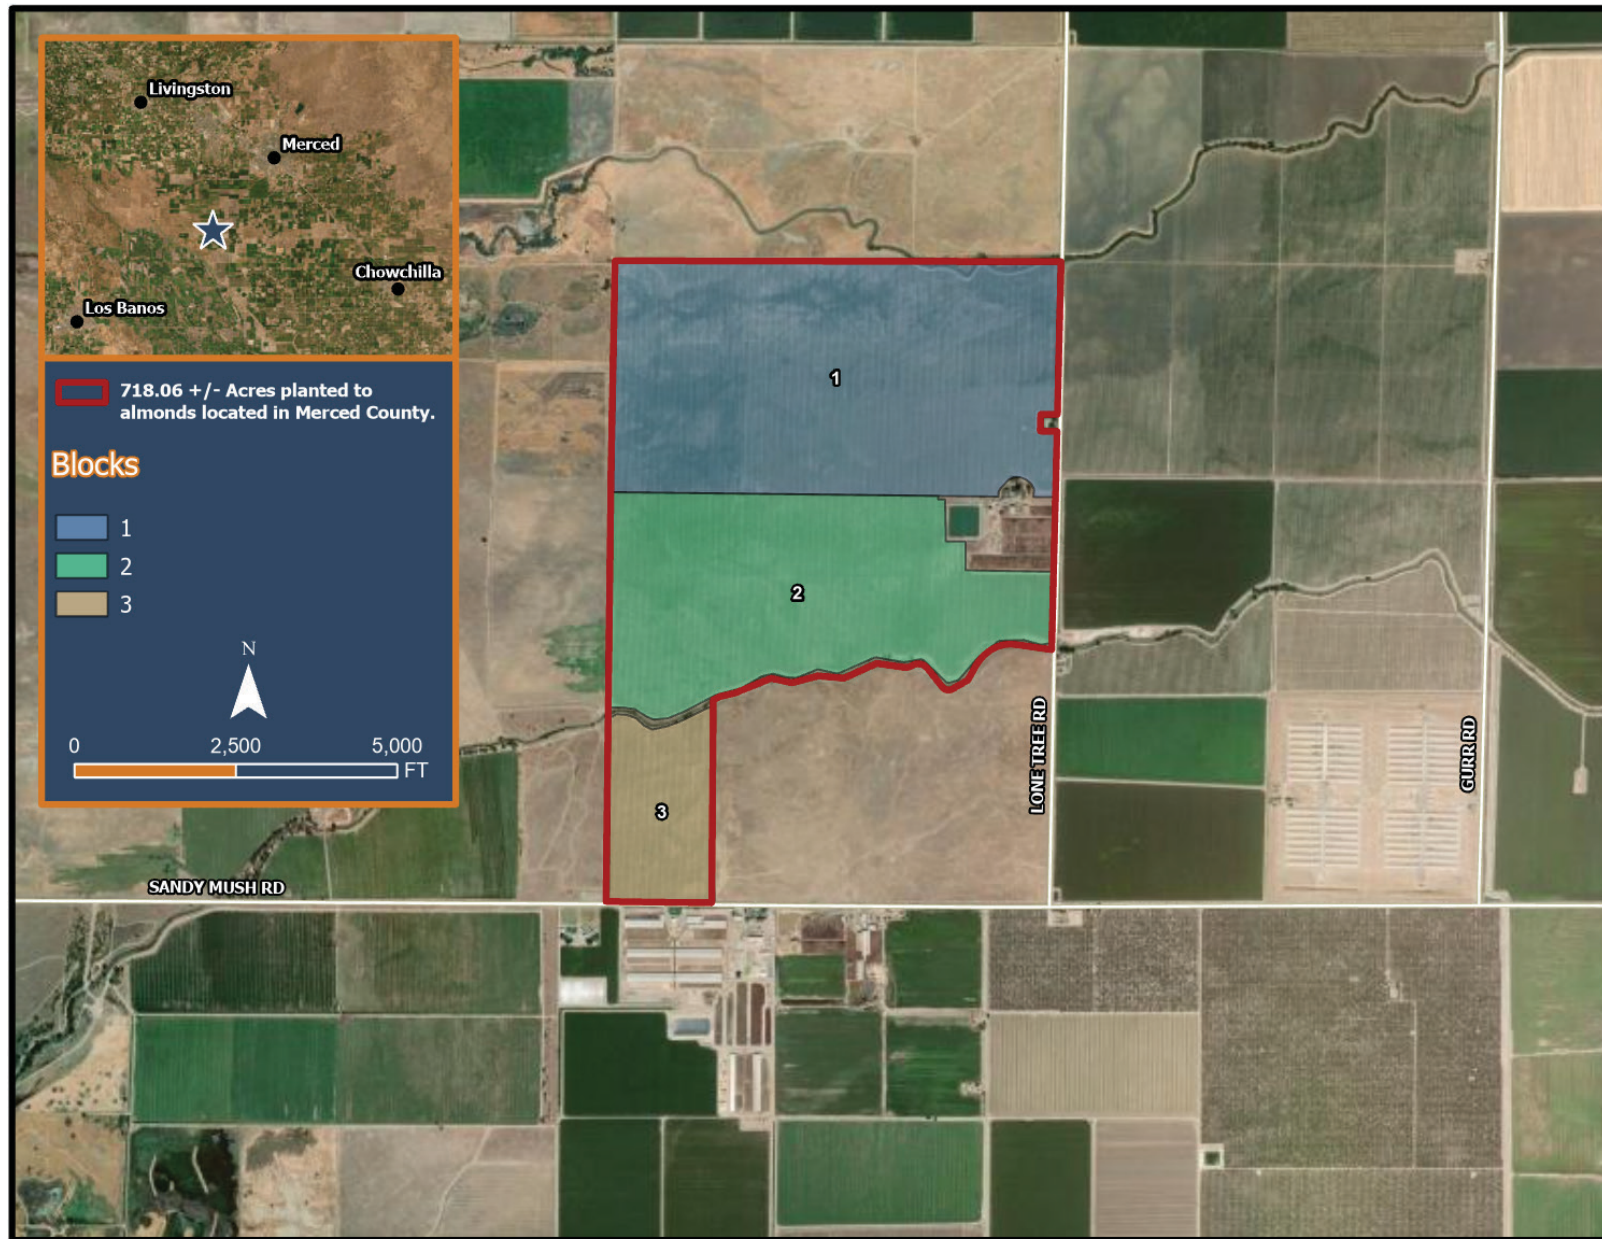 Livingston
Merced
Chowchilla
Los Banos
718.06 +/- Acres planted to
almonds located in Merced County.
Blocks
1
2
3
N
0 2,500 5,000
FT
1
2
3
LONE TREE RD
GURR RD
SANDY MUSH RD